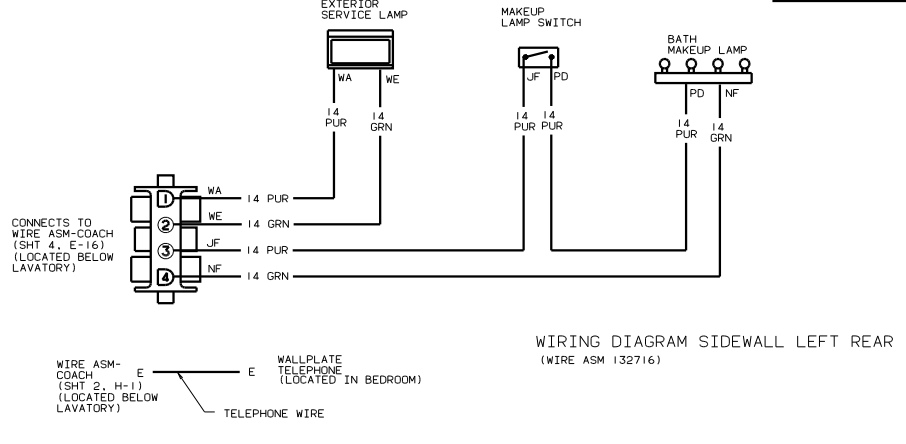 EXTERIOR
SERVICE LAMP
MAKEUP
LAMP SWITCH
BATH
MAKEUP LAMP
WA
WE
JF
PD
PD
NF
14
PUR
14
GRN
14
PUR
14
PUR
14
PUR
14
GRN
CONNECTS TO
WIRE ASM-COACH
(SHT 4, E-16)
(LOCATED BELOW
LAVATORY)
1
WA
14 PUR
2
WE
14 GRN
3
JF
14 PUR
4
NF
14 GRN
WIRING DIAGRAM SIDEWALL LEFT REAR
(WIRE ASM 132716)
WIRE ASM-
COACH
(SHT 2, H-1)
(LOCATED BELOW
LAVATORY)
E
E
WALLPLATE
TELEPHONE
(LOCATED IN BEDROOM)
TELEPHONE WIRE